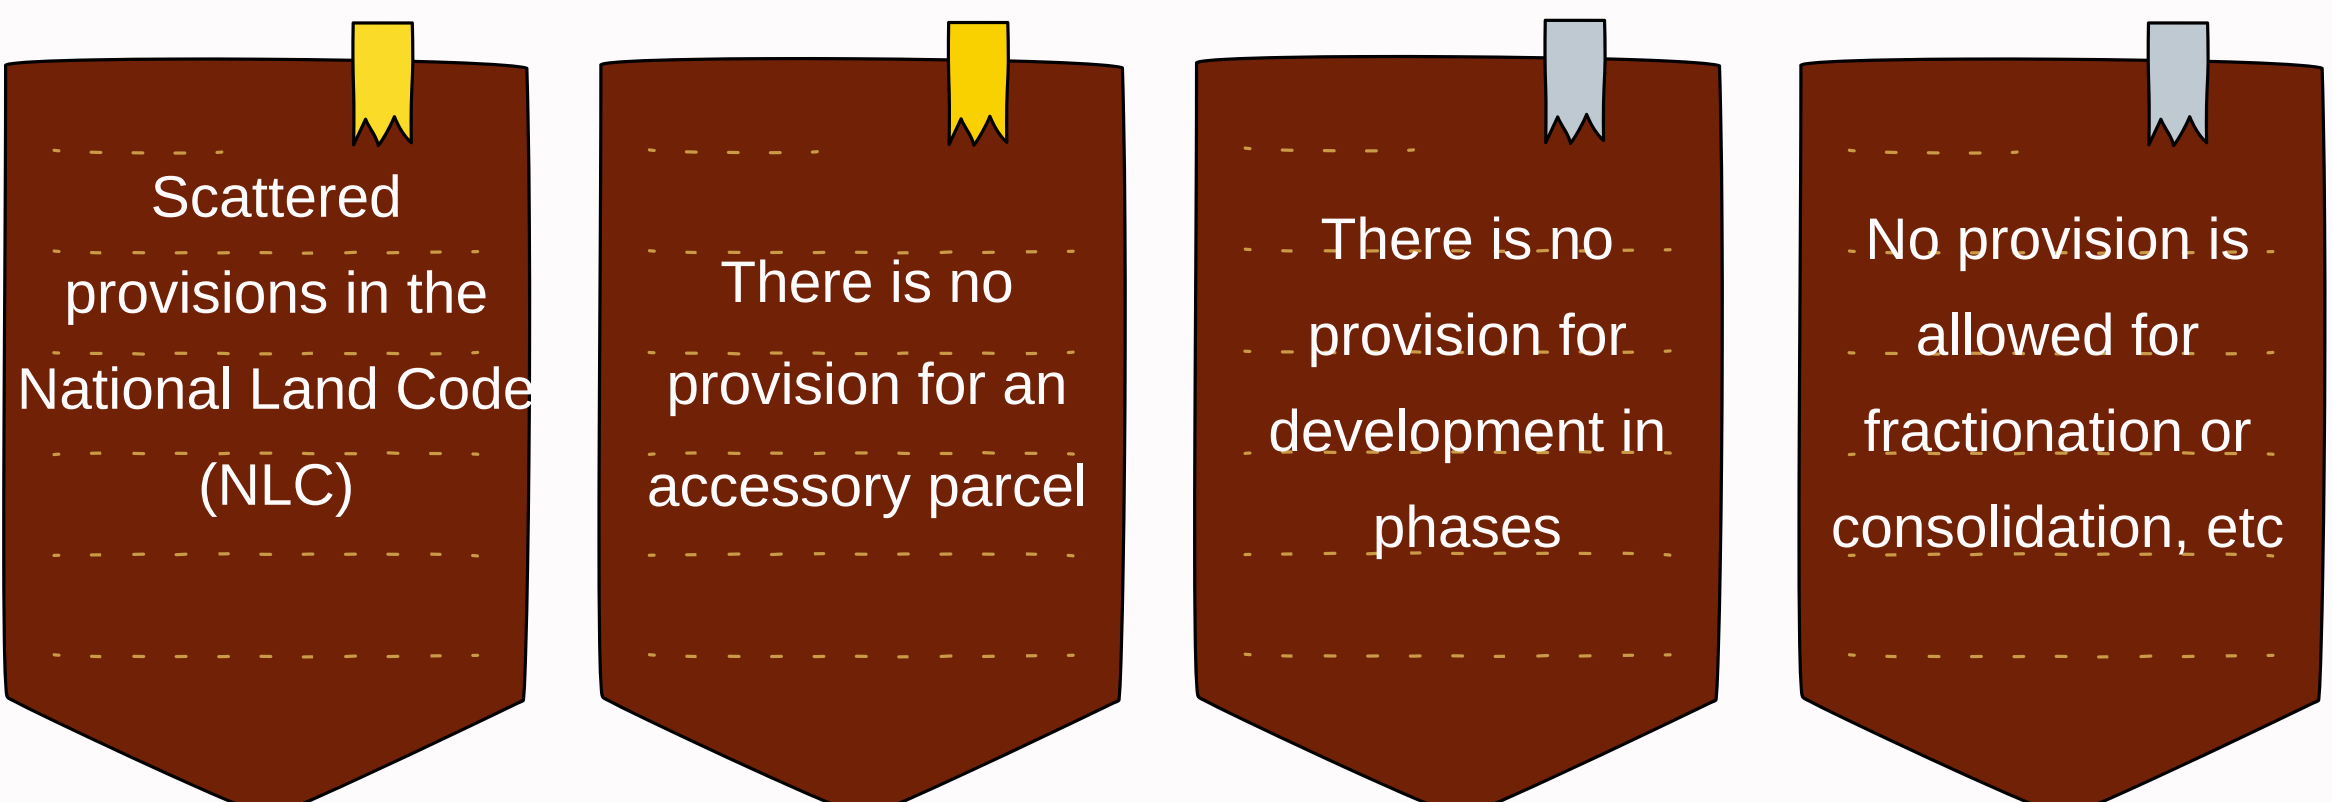 Scattered
provisions in the
National Land Code
(NLC)
There is no
provision for an
accessory parcel
There is no
provision for
development in
phases
No provision is
allowed for
fractionation or
consolidation, etc